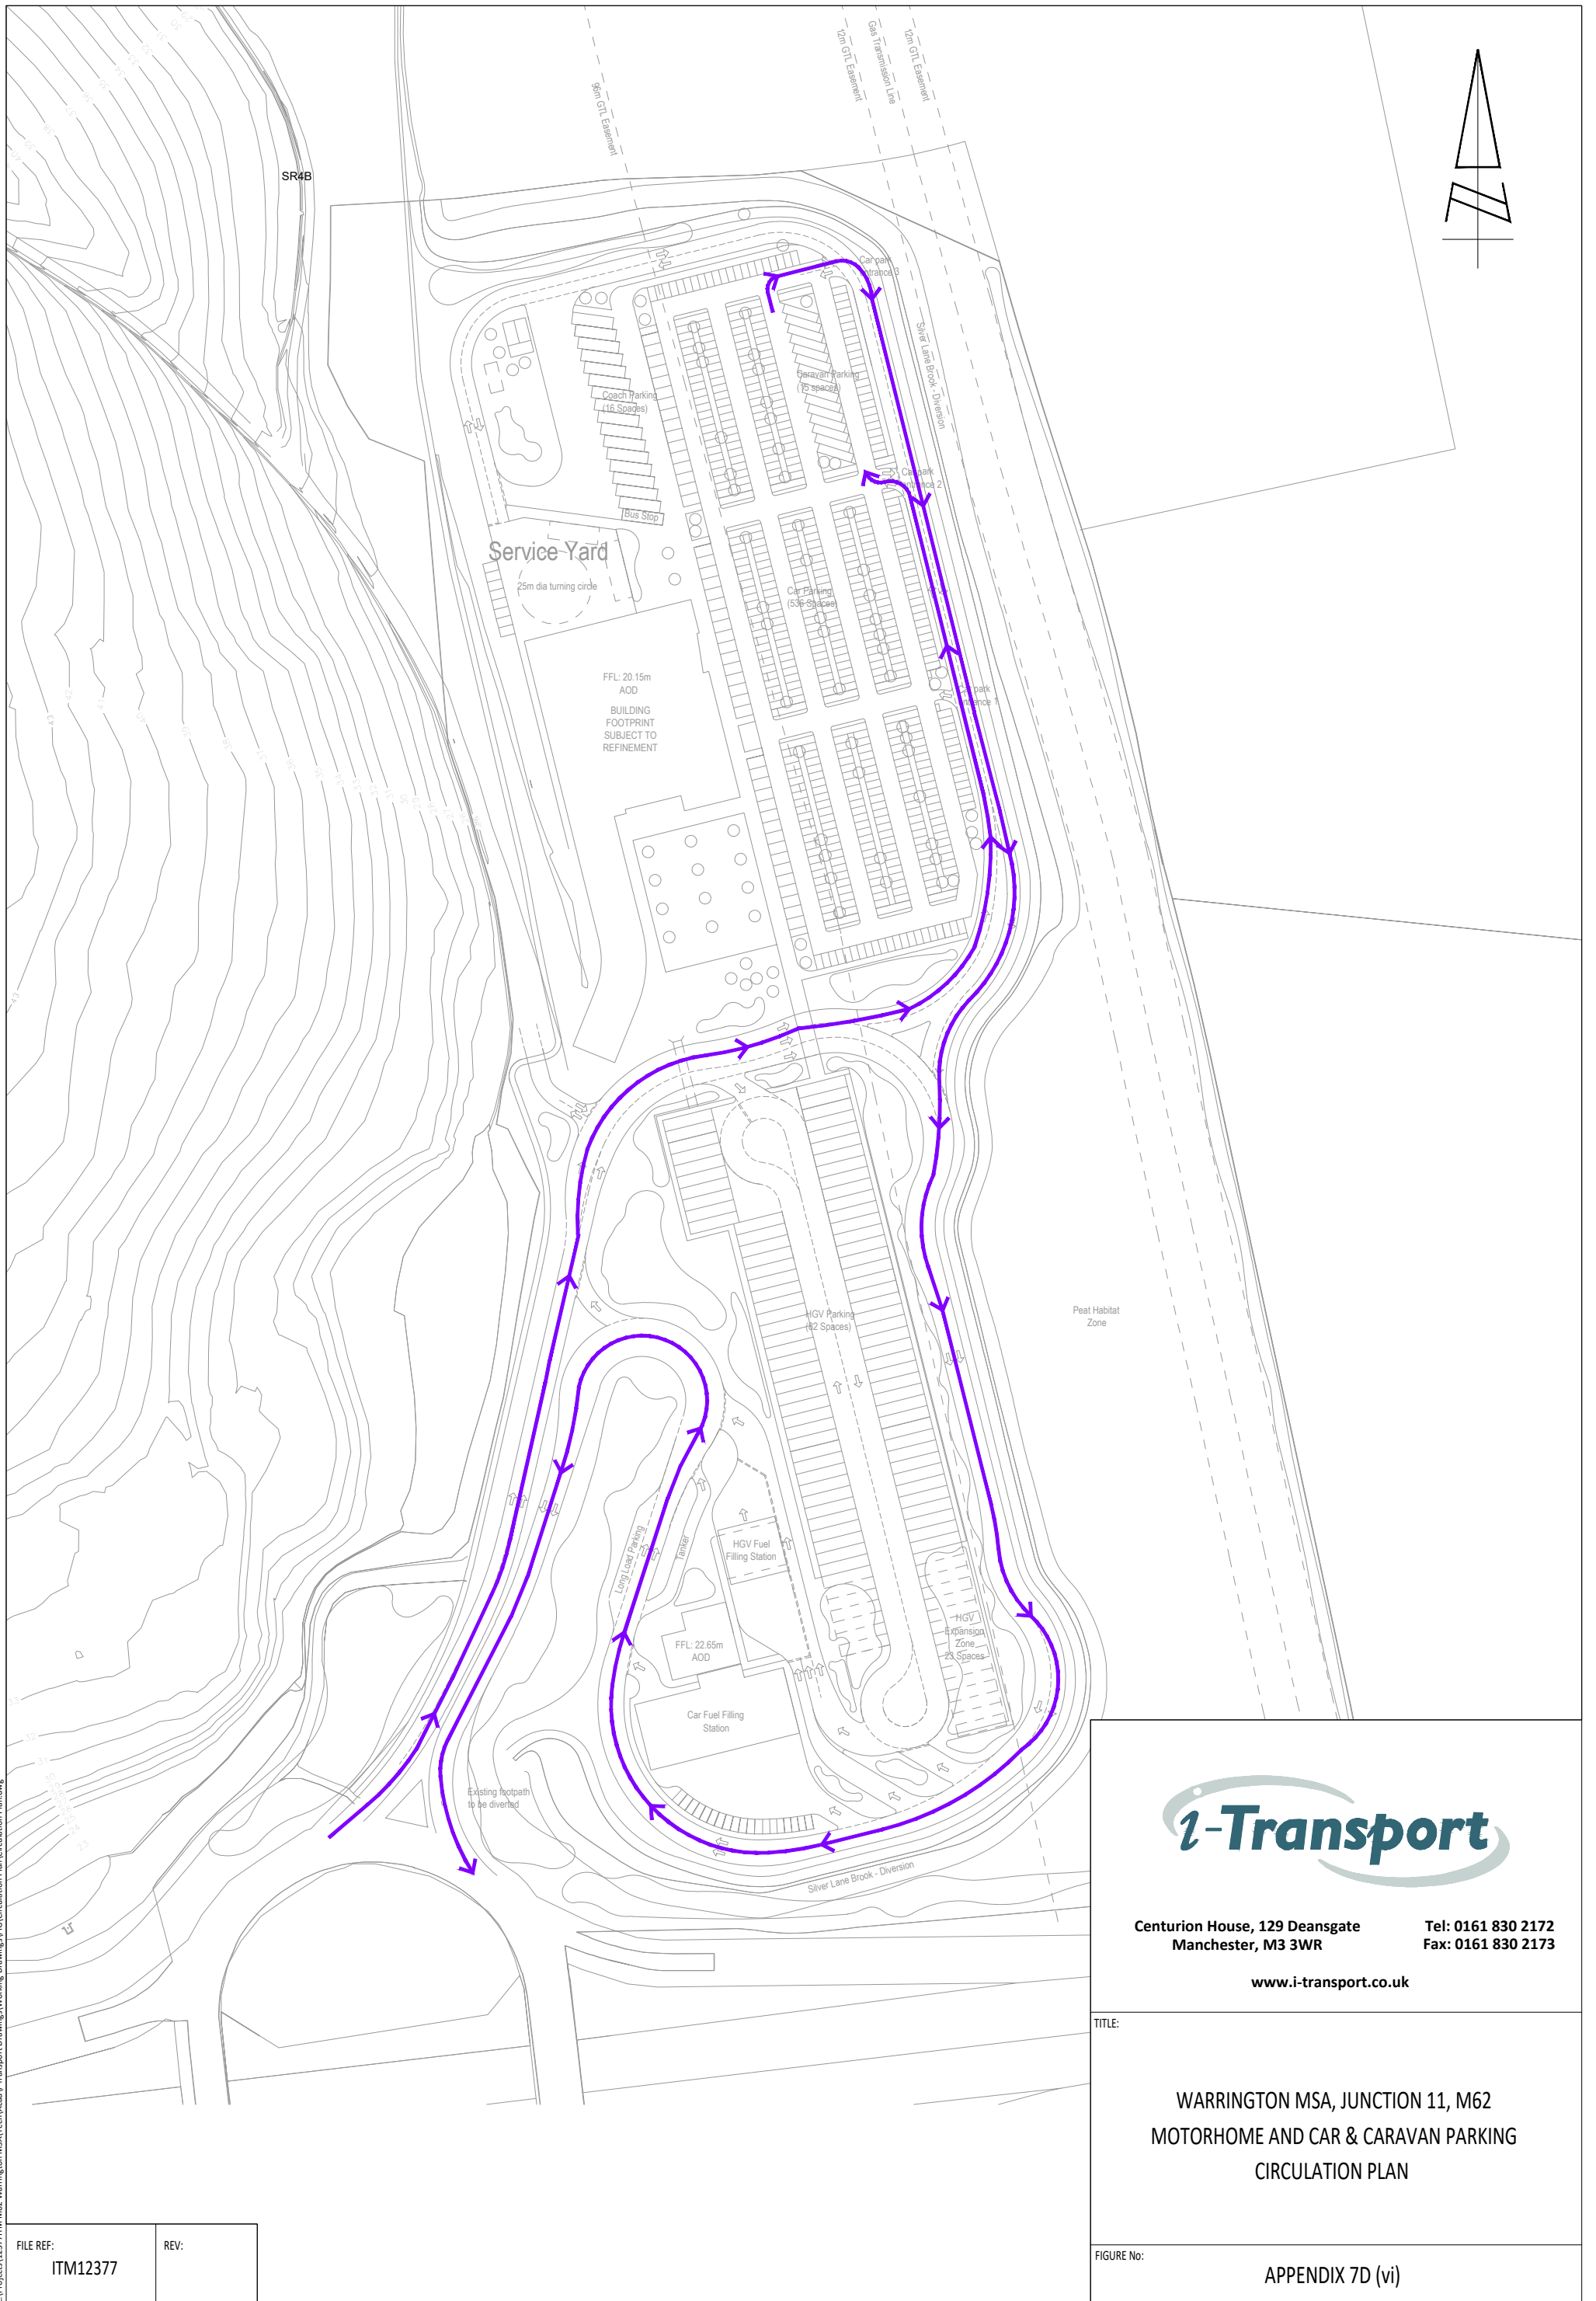 96m GTL Easement
12m GTL Easement
Gas Transmission Line
12m GTL Easement
SR4B
Car park
entrance 3
Silver Lane Brook - Diversion
Caravan Parking
(15 spaces)
Coach Parking
(16 Spaces)
Car park
entrance 2
Bus Stop
Service Yard
25m dia turning circle
Car Parking
(536 Spaces)
FFL: 20.15m
AOD
BUILDING
FOOTPRINT
SUBJECT TO
REFINEMENT
Car park
entrance 1
HGV Parking
(82 Spaces)
Peat Habitat
Zone
Long Load Parking
Tanker
HGV Fuel
Filling Station
HGV
Expansion
Zone
23 Spaces
FFL: 22.65m
AOD
Car Fuel Filling
Station
Existing footpath
to be diverted
Silver Lane Brook - Diversion
i-Transport
Centurion House, 129 Deansgate
Manchester, M3 3WR
Tel: 0161 830 2172
Fax: 0161 830 2173
www.i-transport.co.uk
TITLE:
WARRINGTON MSA, JUNCTION 11, M62
MOTORHOME AND CAR & CARAVAN PARKING
CIRCULATION PLAN
FIGURE No:
APPENDIX 7D (vi)
FILE REF:
ITM12377
REV: